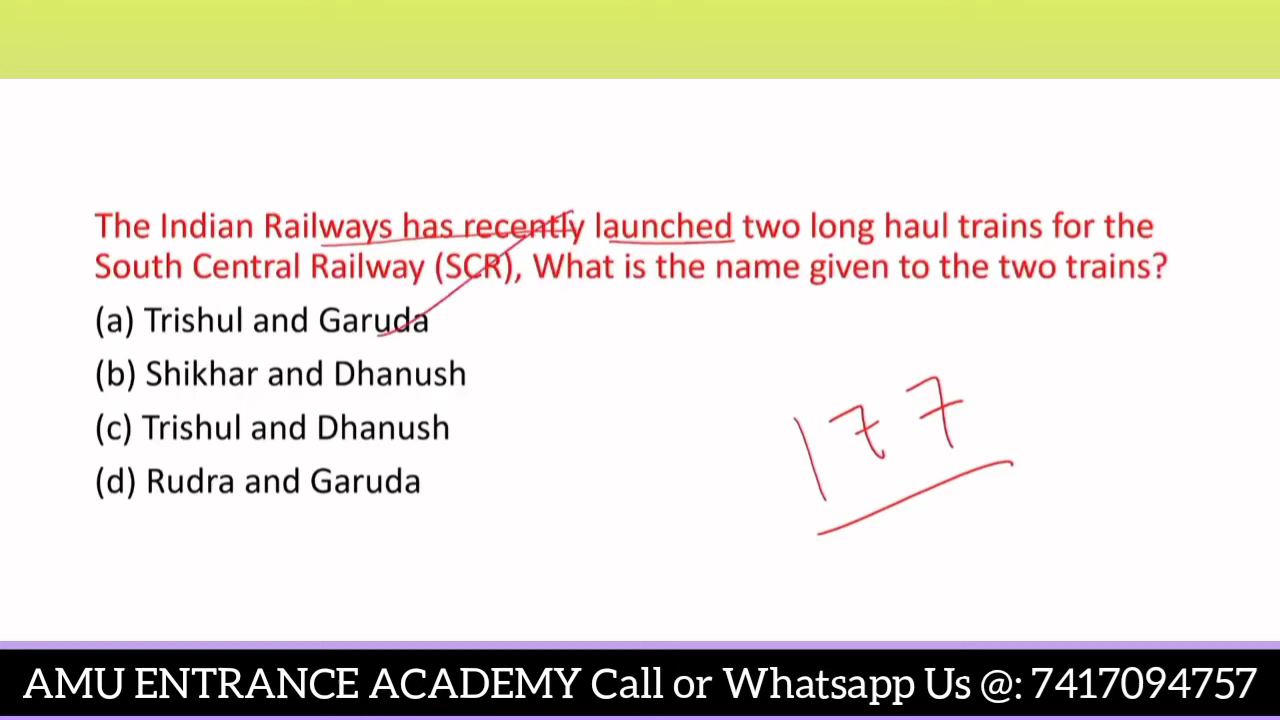 The Indian Railways has recently launched two long haul trains for the
South Central Railway (SCR), What is the name given to the two trains?
(a) Trishul and Garuda
(b) Shikhar and Dhanush
(c) Trishul and Dhanush
(d) Rudra and Garuda
177
AMU ENTRANCE ACADEMY Call or Whatsapp Us @: 7417094757